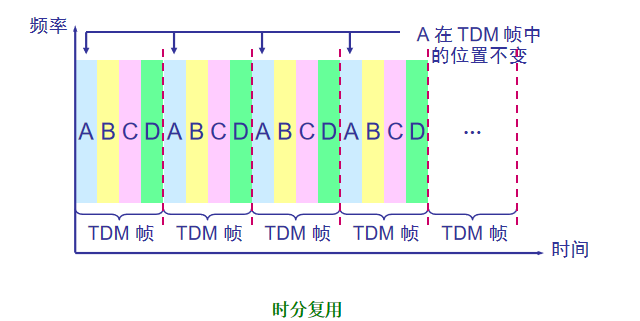 频率
A 在 TDM 帧中
的位置不变
A B C D A B C D A B C D A B C D …
TDM 帧 TDM 帧 TDM 帧 TDM 帧 TDM 帧
时间
时分复用